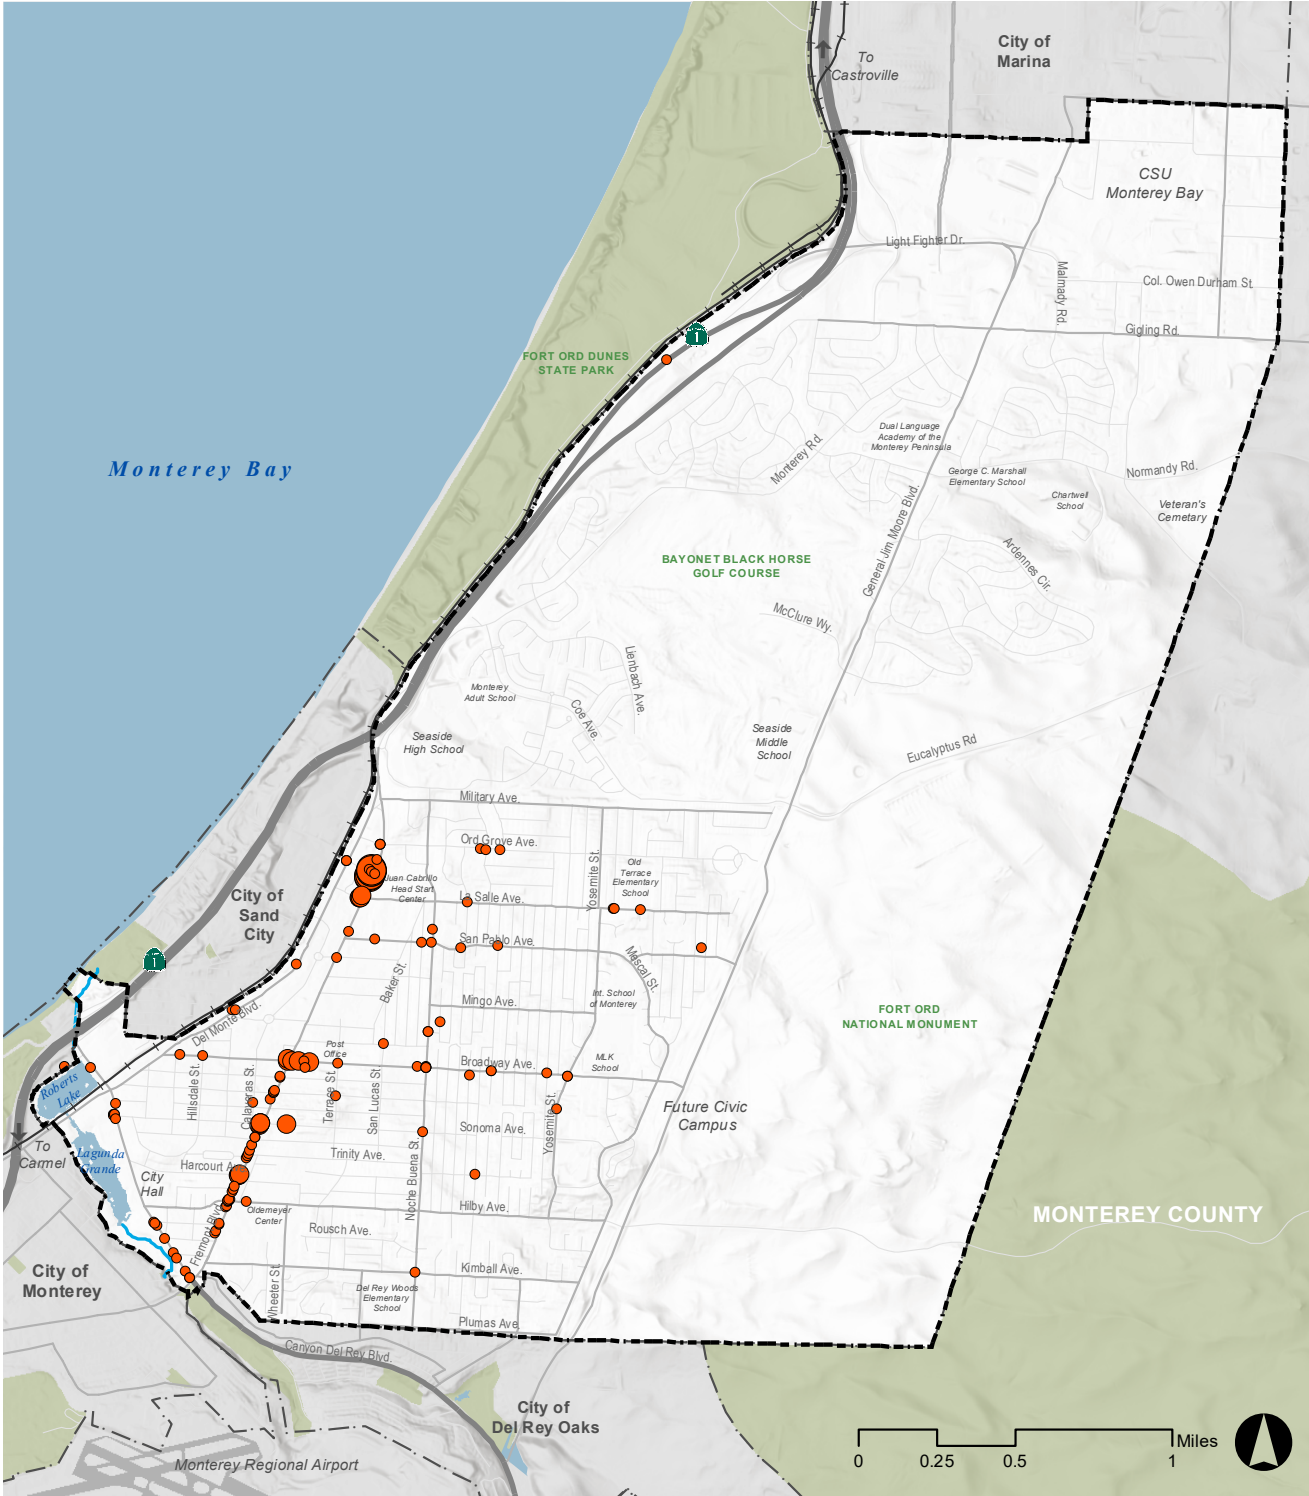 City of
Marina
To
Castroville
CSU
Monterey Bay
Light Fighter Dr.
Malmady Rd.
Col. Owen Durham St.
Gigling Rd.
1
FORT ORD DUNES
STATE PARK
Monterey Bay
Monterey Rd.
Dual Language
Academy of the
Monterey Peninsula
George C. Marshall
Elementary School
Chartwell
School
Normandy Rd.
Veteran's
Cemetary
General Jim Moore Blvd.
Ardennes Cir.
BAYONET BLACK HORSE
GOLF COURSE
McClure Wy.
Lienbach Ave.
Monterey
Adult School
Coe Ave.
Seaside
High School
Seaside
Middle
School
Eucalyptus Rd
Military Ave.
Ord Grove Ave.
Yosemite St.
Old
Terrace
Elementary
School
Juan Cabrillo
Head Start
Center
La Salle Ave.
City of
Sand
City
San Pablo Ave.
Mescal St.
1
Baker St.
Int. School
of Monterey
Mingo Ave.
Del Monte Blvd.
FORT ORD
NATIONAL MONUMENT
Post
Office
Broadway Ave.
MLK
School
Roberts
Lake
Hillsdale St.
Calaveras St.
Terrace St.
San Lucas St.
Yosemite St.
Future Civic
Campus
Sonoma Ave.
To
Carmel
Lagunda
Grande
Trinity Ave.
Harcourt Ave.
City
Hall
Noche Buena St.
Hilby Ave.
Oldemeyer
Center
Fremont Blvd.
Rousch Ave.
MONTEREY COUNTY
City of
Monterey
Kimball Ave.
Wheeter St.
Del Rey Woods
Elementary
School
Plumas Ave.
Canyon Del Rey Blvd.
City of
Del Rey Oaks
Monterey Regional Airport
Miles
0 0.25 0.5 1